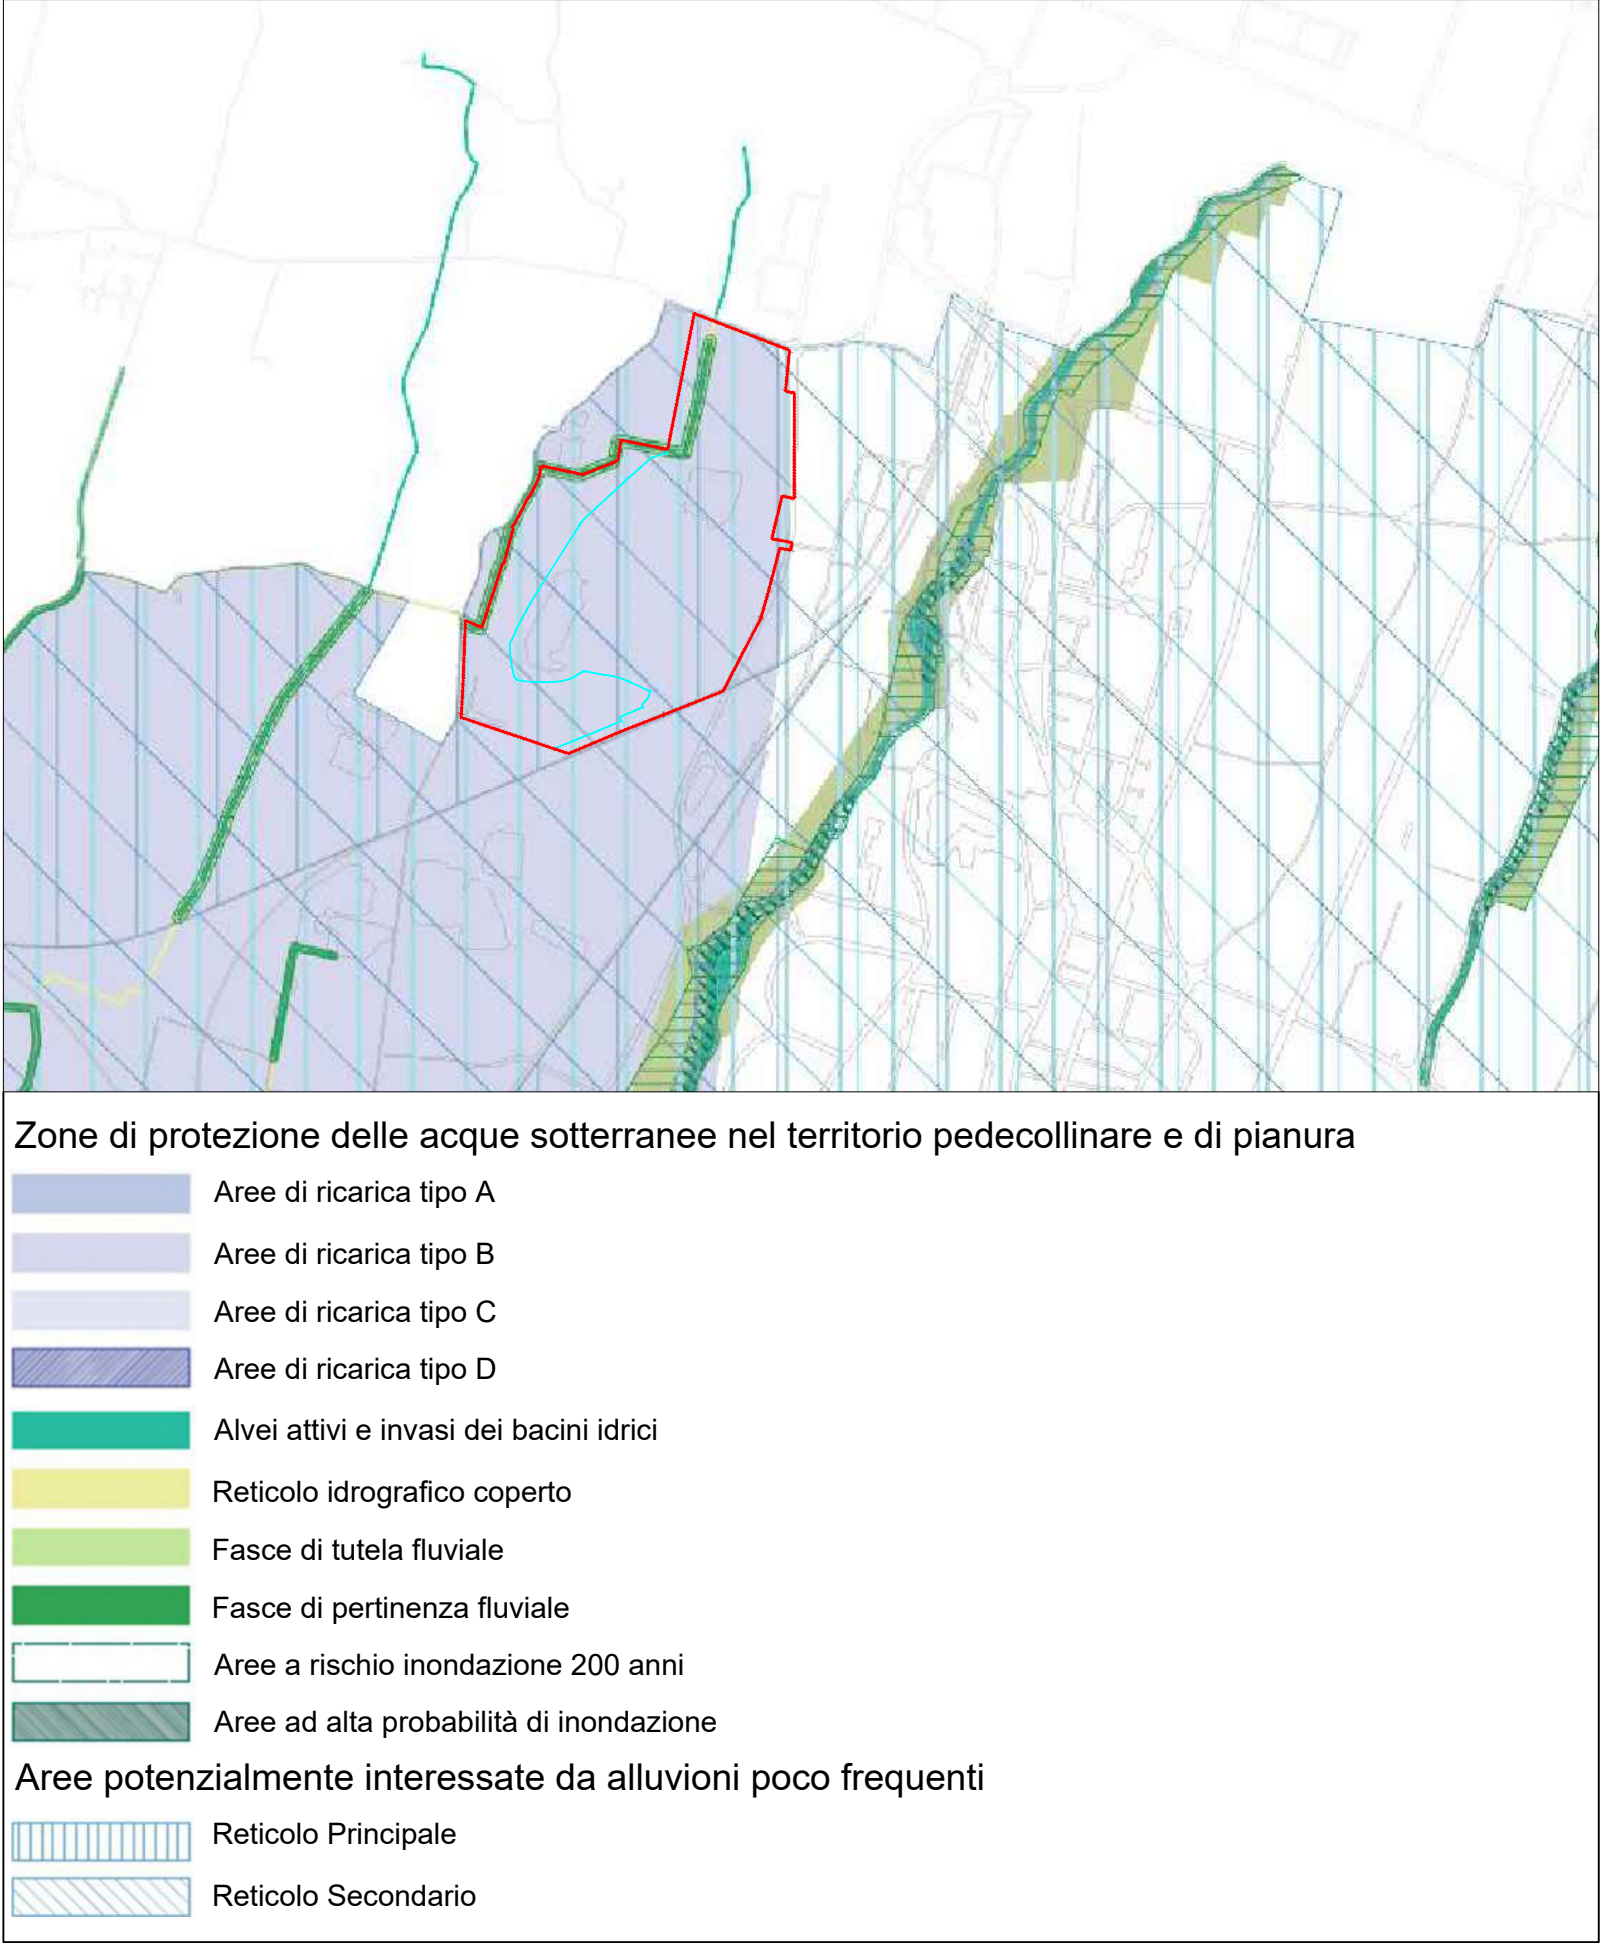 Zone di protezione delle acque sotterranee nel territorio pedecollinare e di pianura
Aree di ricarica tipo A
Aree di ricarica tipo B
Aree di ricarica tipo C
Aree di ricarica tipo D
Alvei attivi e invasi dei bacini idrici
Reticolo idrografico coperto
Fasce di tutela fluviale
Fasce di pertinenza fluviale
Aree a rischio inondazione 200 anni
Aree ad alta probabilità di inondazione
Aree potenzialmente interessate da alluvioni poco frequenti
Reticolo Principale
Reticolo Secondario